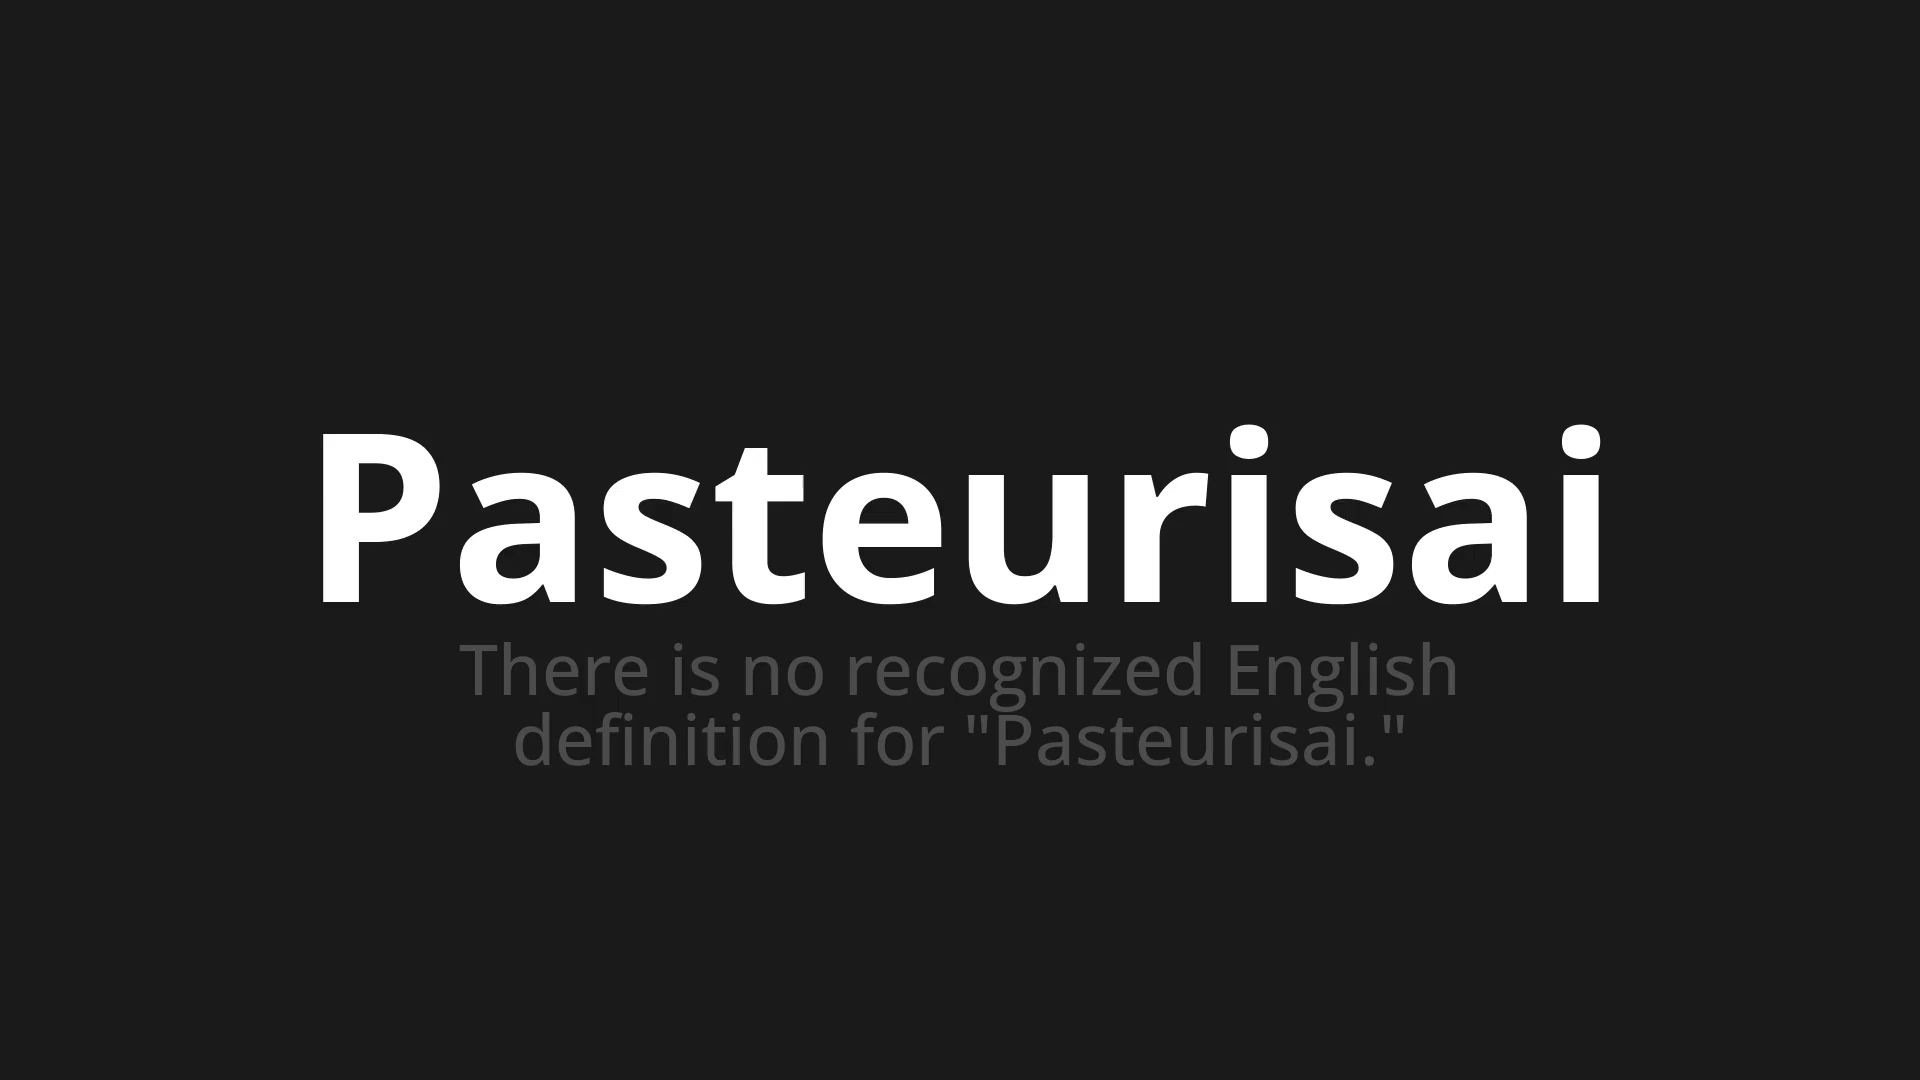 Pasteurisai
There is no recognized English
definition for "Pasteurisai."